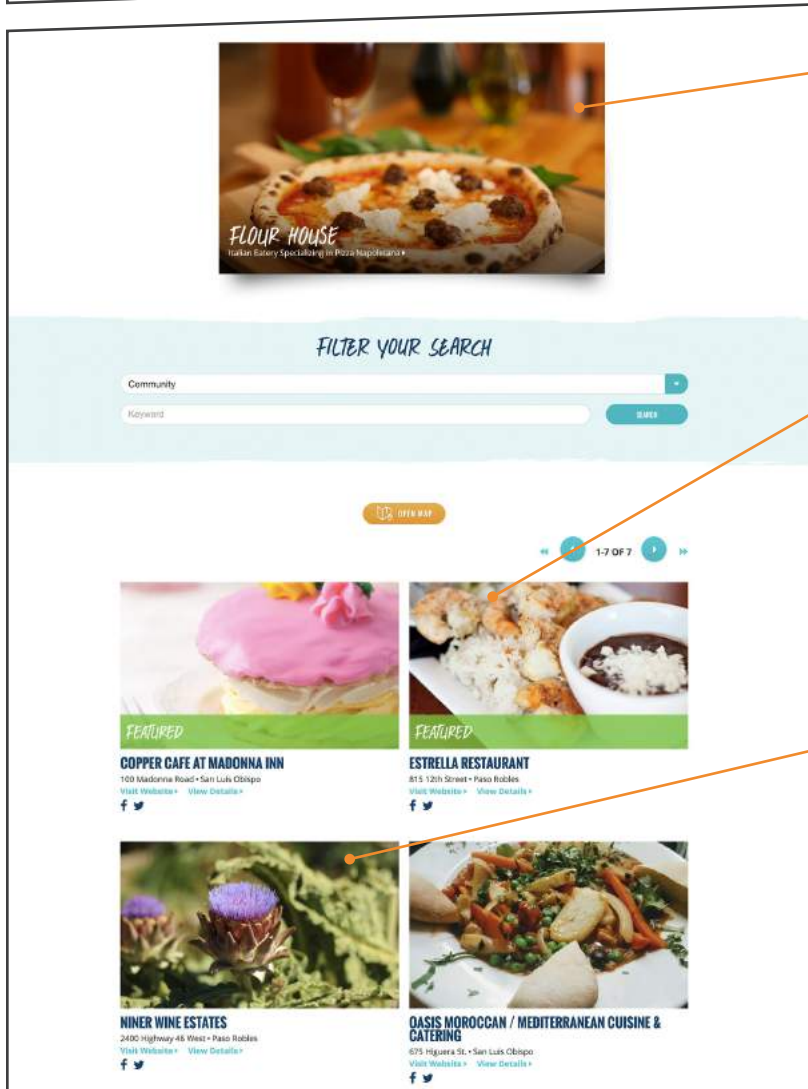 FLOUR HOUSE
Italian Eatery Specializing in Pizza Napoletana
FILTER YOUR SEARCH
Community
Keyword
SEARCH
OPEN MAP
1-7 OF 7
FEATURED
FEATURED
COPPER CAFE AT MADONNA INN
100 Madonna Road • San Luis Obispo
Visit Website View Details
ESTRELLA RESTAURANT
815 12th Street • Paso Robles
Visit Website View Details
NINER WINE ESTATES
2400 Highway 46 West • Paso Robles
Visit Website View Details
OASIS MOROCCAN / MEDITERRANEAN CUISINE &
CATERING
675 Higuera St. • San Luis Obispo
Visit Website View Details